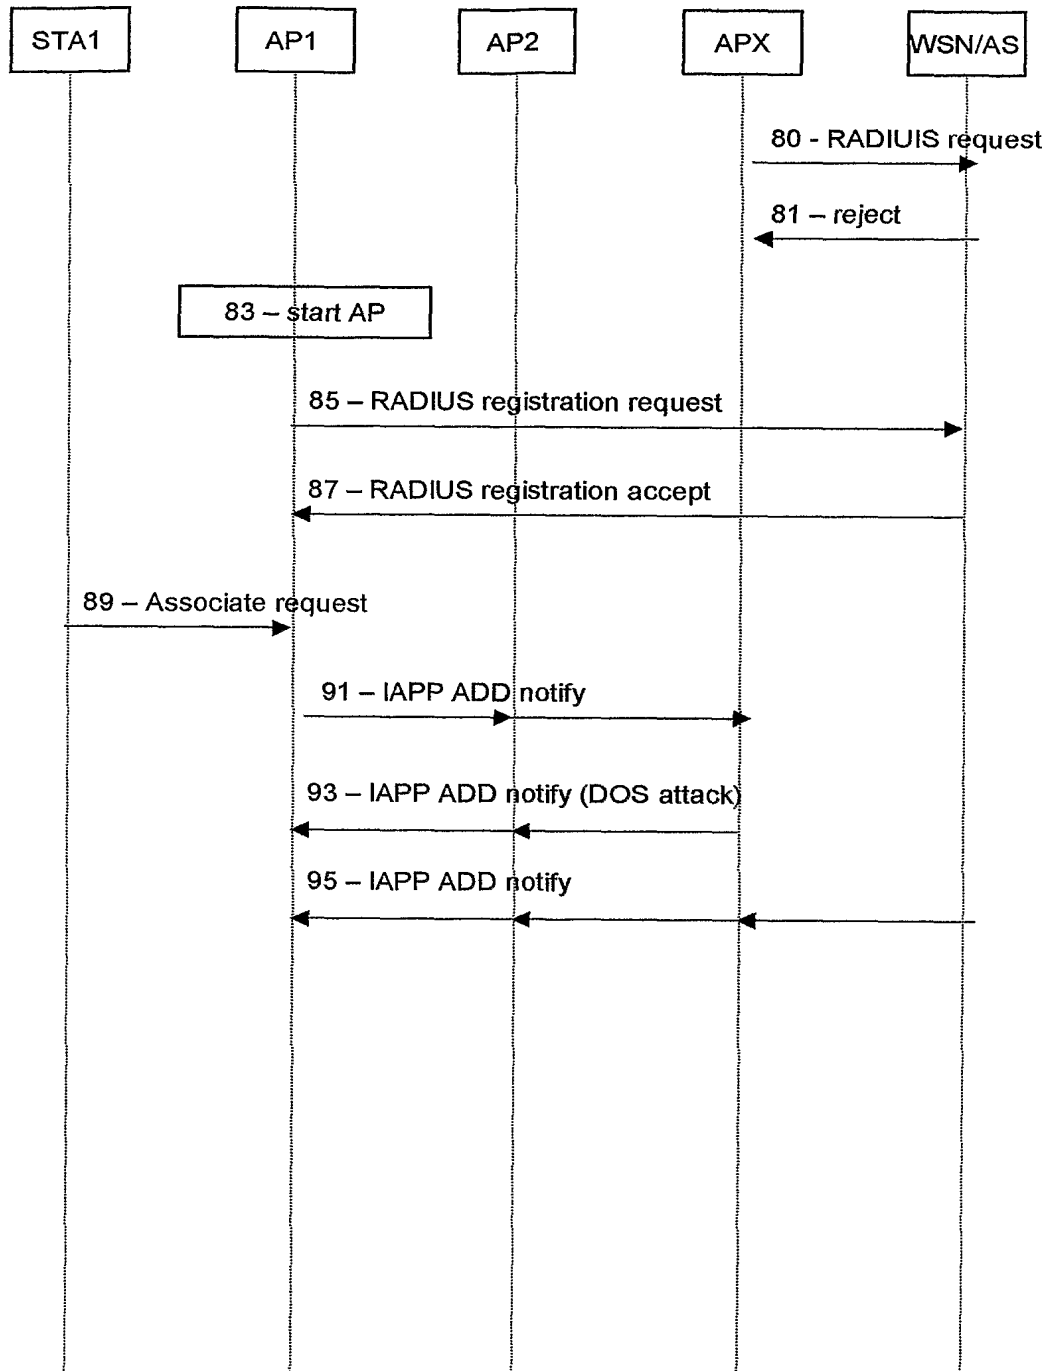 STA1
AP1
AP2
APX
WSN/AS
80 - RADIUIS request
81 – reject
83 – start AP
85 – RADIUS registration request
87 – RADIUS registration accept
89 – Associate request
91 – IAPP ADD notify
93 – IAPP ADD notify (DOS attack)
95 – IAPP ADD notify